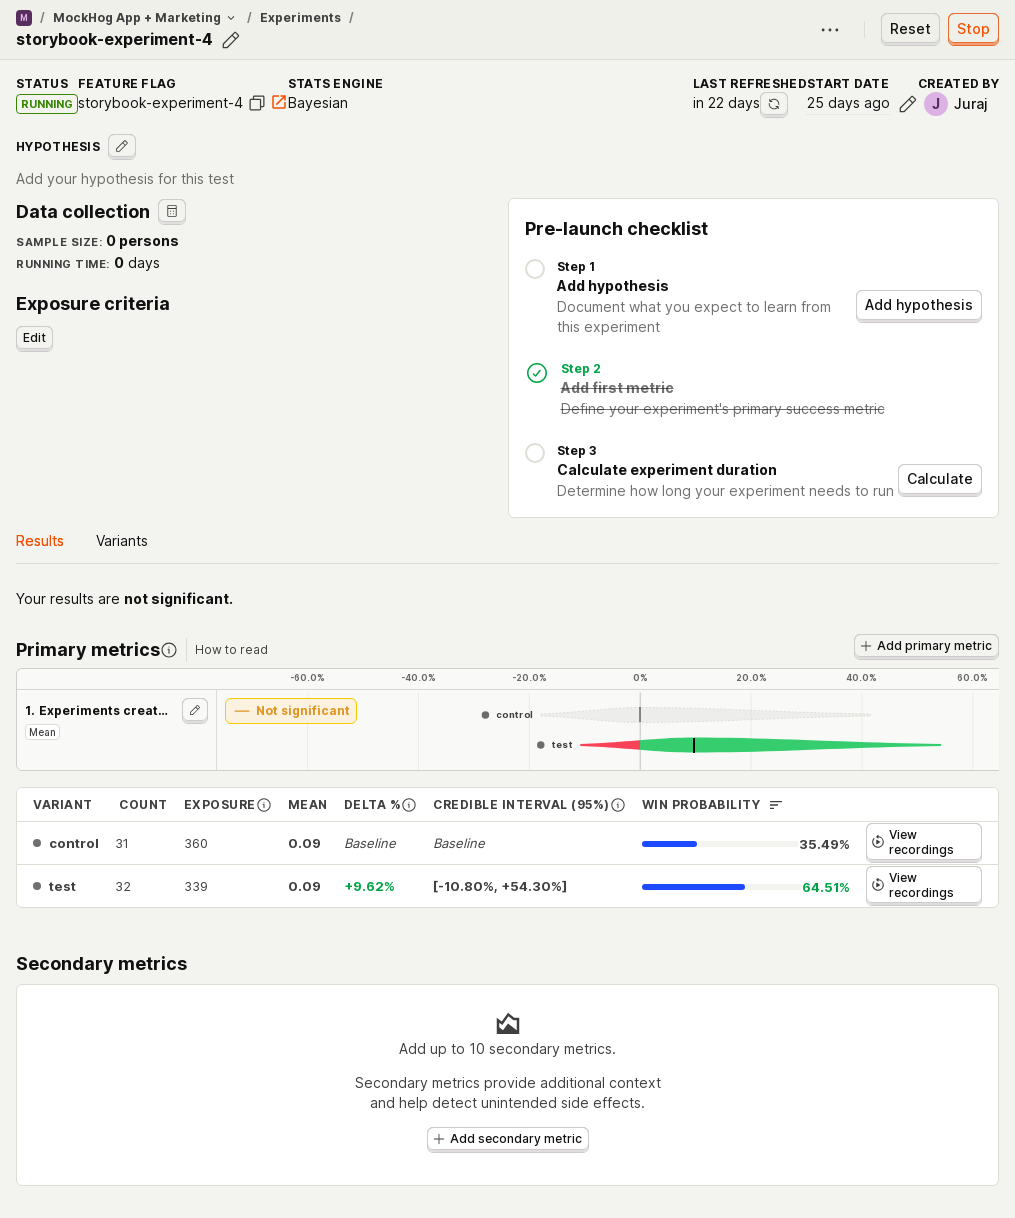 M / MockHog App + Marketing / Experiments /
storybook-experiment-4
Reset Stop
STATUS FEATURE FLAG STATS ENGINE LAST REFRESHED START DATE CREATED BY
RUNNING storybook-experiment-4 Bayesian in 22 days 25 days ago J Juraj
HYPOTHESIS
Add your hypothesis for this test
Data collection
SAMPLE SIZE: 0 persons
RUNNING TIME: 0 days
Exposure criteria
Edit
Pre-launch checklist
Step 1
Add hypothesis
Document what you expect to learn from
this experiment
Add hypothesis
Step 2
Add first metric
Define your experiment's primary success metric
Step 3
Calculate experiment duration
Determine how long your experiment needs to run
Calculate
Results Variants
Your results are not significant.
Primary metrics How to read
Add primary metric
-60.0% -40.0% -20.0% 0% 20.0% 40.0% 60.0%
1. Experiments creat...
Mean
Not significant
control
test
VARIANT COUNT EXPOSURE MEAN DELTA % CREDIBLE INTERVAL (95%) WIN PROBABILITY
control 31 360 0.09 Baseline Baseline 35.49% View
recordings
test 32 339 0.09 +9.62% [-10.80%, +54.30%] 64.51% View
recordings
Secondary metrics
Add up to 10 secondary metrics.
Secondary metrics provide additional context
and help detect unintended side effects.
Add secondary metric